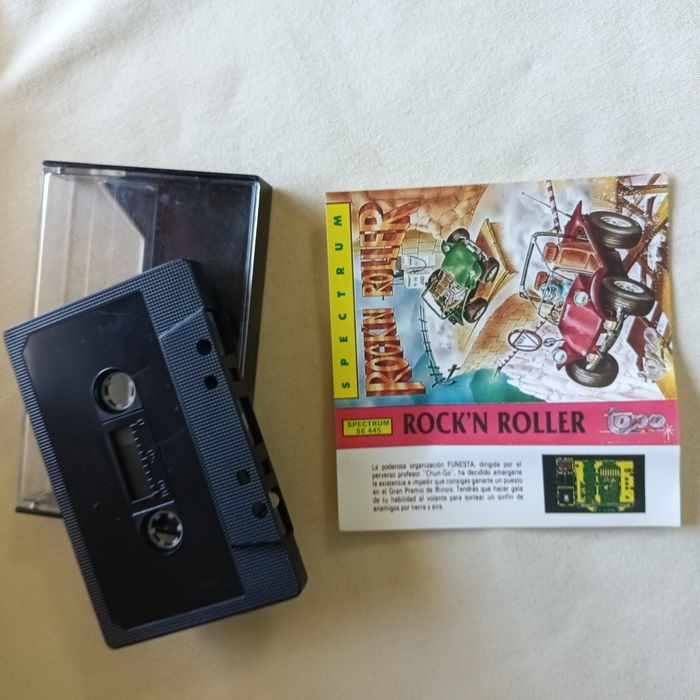 SPECTRUM
ROCK'N ROLLER
SPECTRUM
SE 445
ROCK'N ROLLER
topo
La poderosa organización FUNESTA, dirigida por el
perverso profesor "Chun-Go", ha decidido amargarte
la existencia e impedir que consigas ganarte un puesto
en el Gran Premio de Illinois. Tendrás que hacer gala
de tu habilidad al volante para sortear un sinfín de
enemigos por tierra y aire.